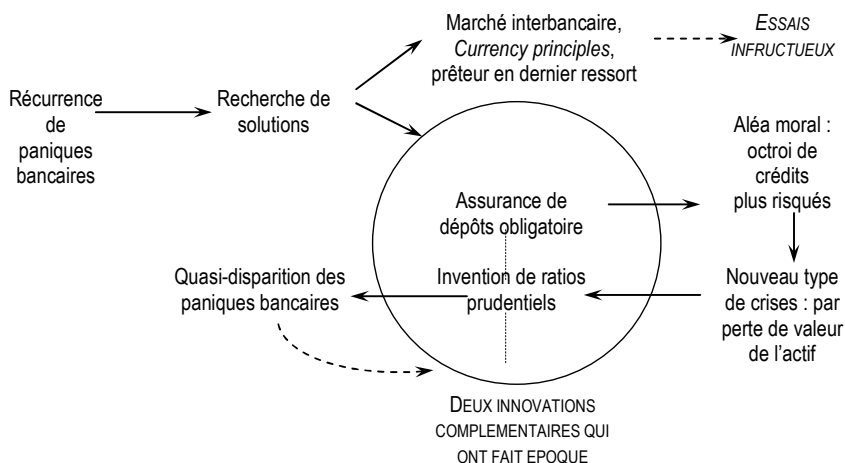 Récurrence
de
paniques
bancaires
Recherche de
solutions
Marché interbancaire,
Currency principles,
prêteur en dernier ressort
ESSAIS
INFRUCTUEUX
Assurance de
dépôts obligatoire
Aléa moral :
octroi de
crédits
plus risqués
Nouveau type
de crises : par
perte de valeur
de l’actif
Invention de ratios
prudentiels
Quasi-disparition des
paniques bancaires
DEUX INNOVATIONS
COMPLEMENTAIRES QUI
ONT FAIT EPOQUE